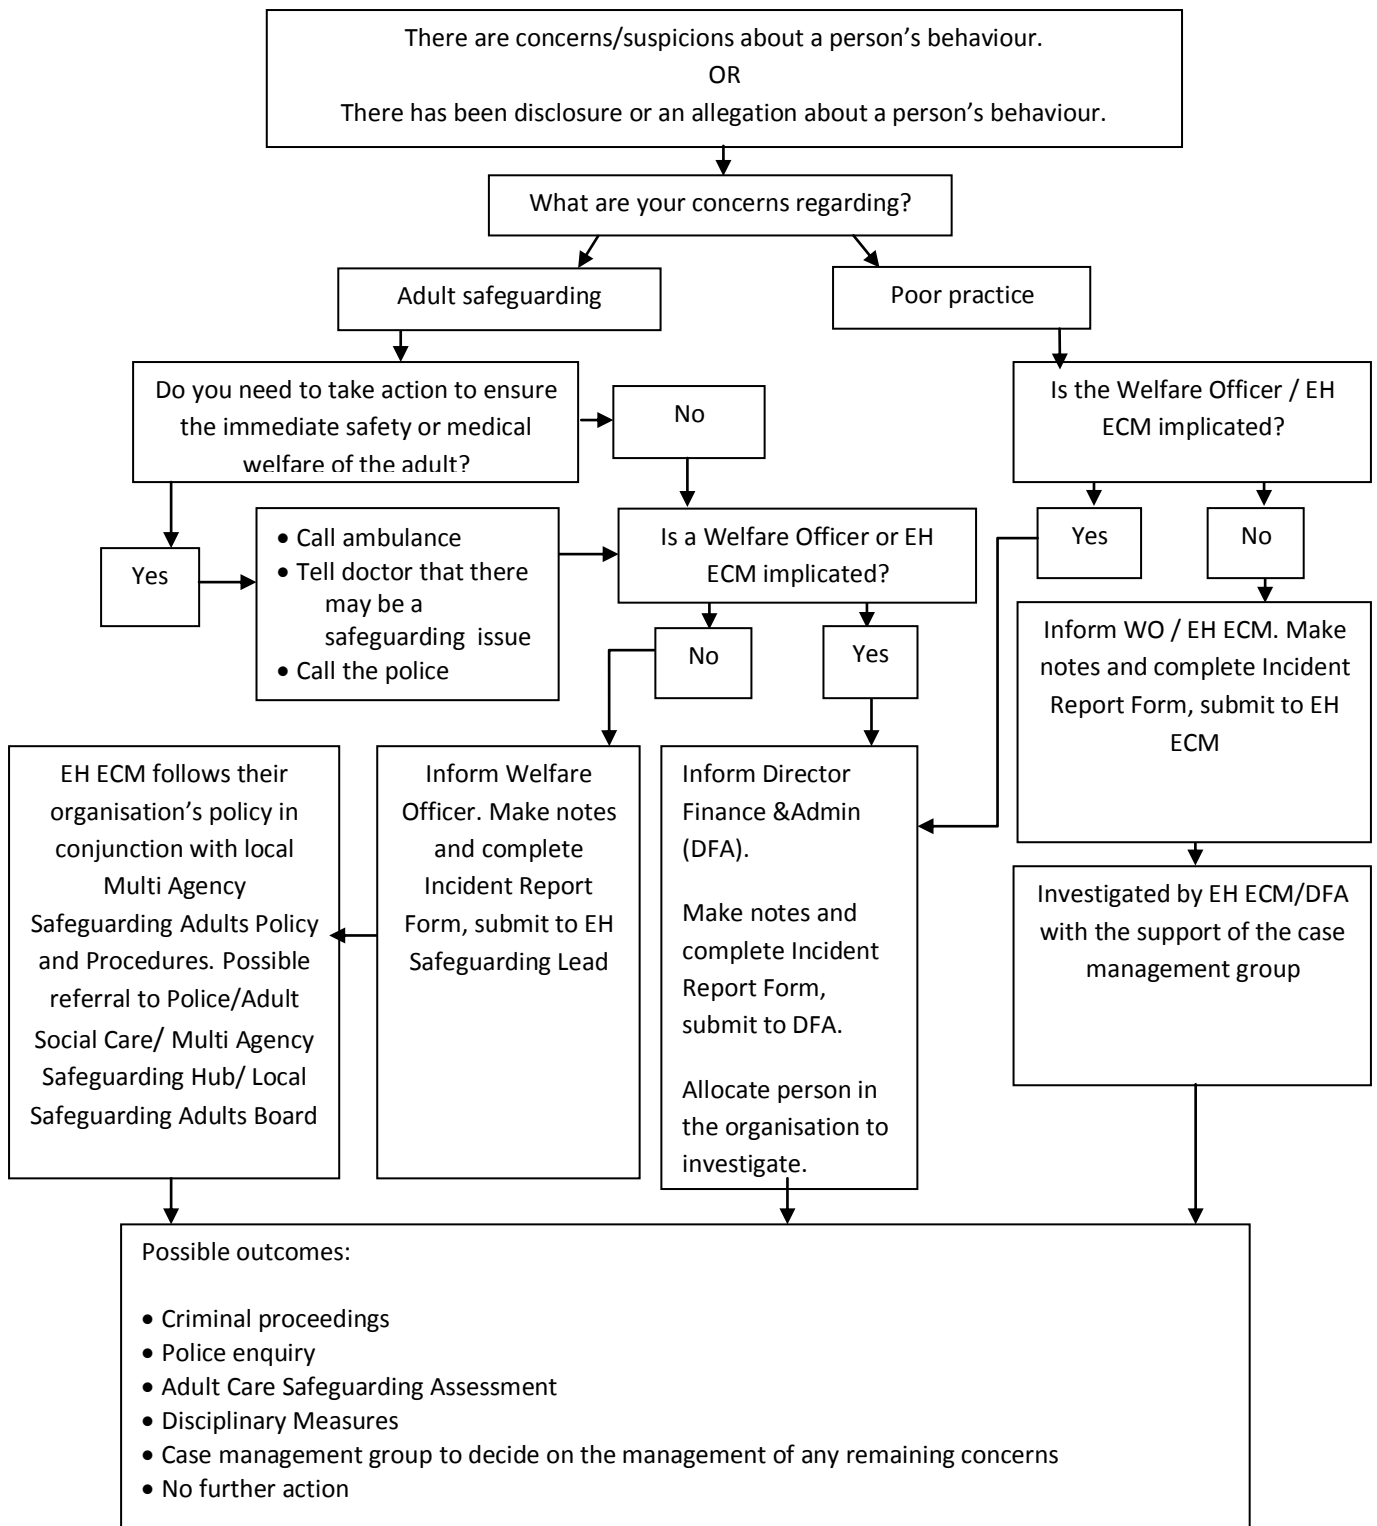 There are concerns/suspicions about a person’s behaviour.
OR
There has been disclosure or an allegation about a person’s behaviour.
What are your concerns regarding?
Adult safeguarding
Poor practice
Do you need to take action to ensure
the immediate safety or medical
welfare of the adult?
No
Is the Welfare Officer / EH
ECM implicated?
Yes
• Call ambulance
• Tell doctor that there
may be a
safeguarding issue
• Call the police
Is a Welfare Officer or EH
ECM implicated?
Yes
No
No
Yes
Inform WO / EH ECM. Make
notes and complete Incident
Report Form, submit to EH
ECM
EH ECM follows their
organisation’s policy in
conjunction with local
Multi Agency
Safeguarding Adults Policy
and Procedures. Possible
referral to Police/Adult
Social Care/ Multi Agency
Safeguarding Hub/ Local
Safeguarding Adults Board
Inform Welfare
Officer. Make notes
and complete
Incident Report
Form, submit to EH
Safeguarding Lead
Inform Director
Finance &Admin
(DFA).
Make notes and
complete Incident
Report Form,
submit to DFA.
Allocate person in
the organisation to
investigate.
Investigated by EH ECM/DFA
with the support of the case
management group
Possible outcomes:
• Criminal proceedings
• Police enquiry
• Adult Care Safeguarding Assessment
• Disciplinary Measures
• Case management group to decide on the management of any remaining concerns
• No further action